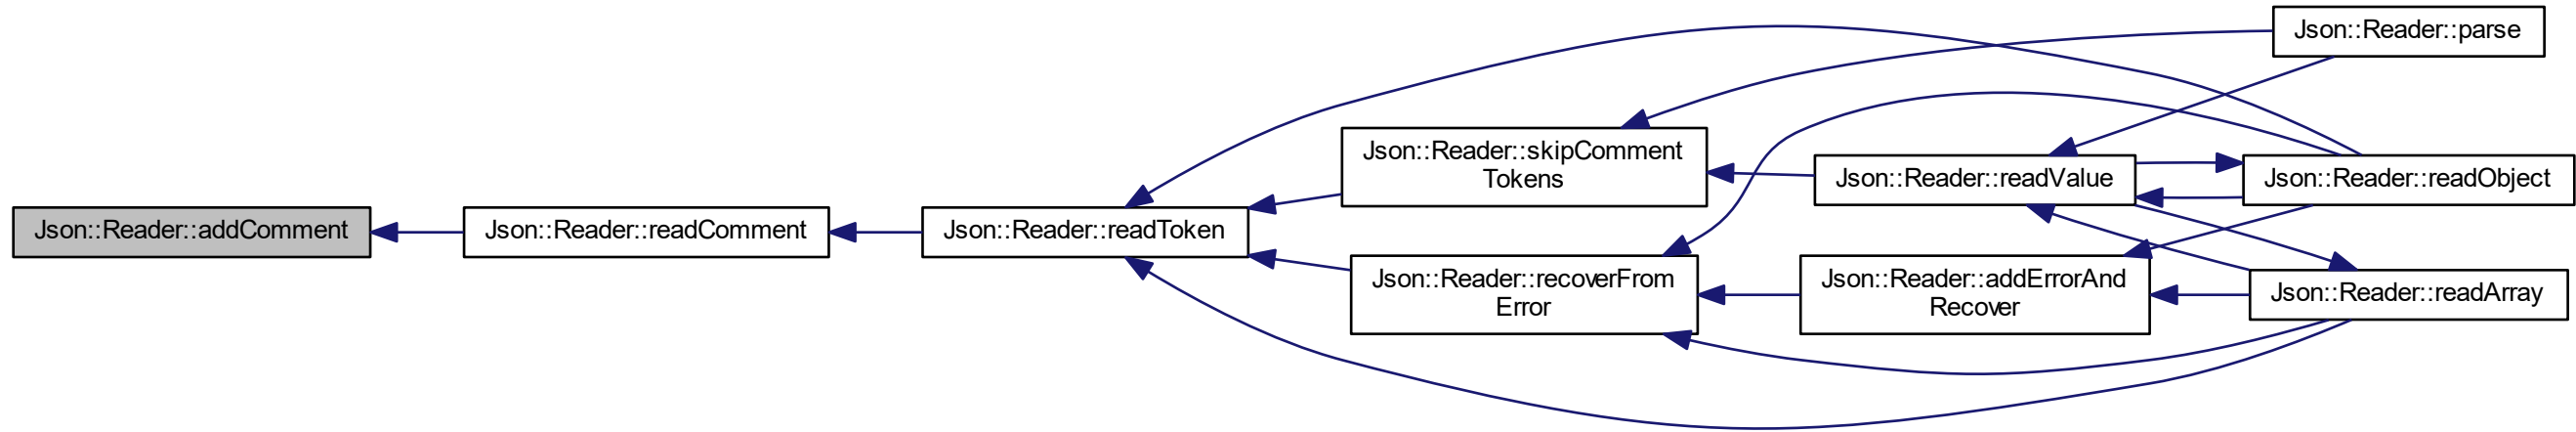 Json::Reader::parse
Json::Reader::skipComment
Tokens
Json::Reader::readValue
Json::Reader::readObject
Json::Reader::addComment
Json::Reader::readComment
Json::Reader::readToken
Json::Reader::recoverFrom
Error
Json::Reader::addErrorAnd
Recover
Json::Reader::readArray